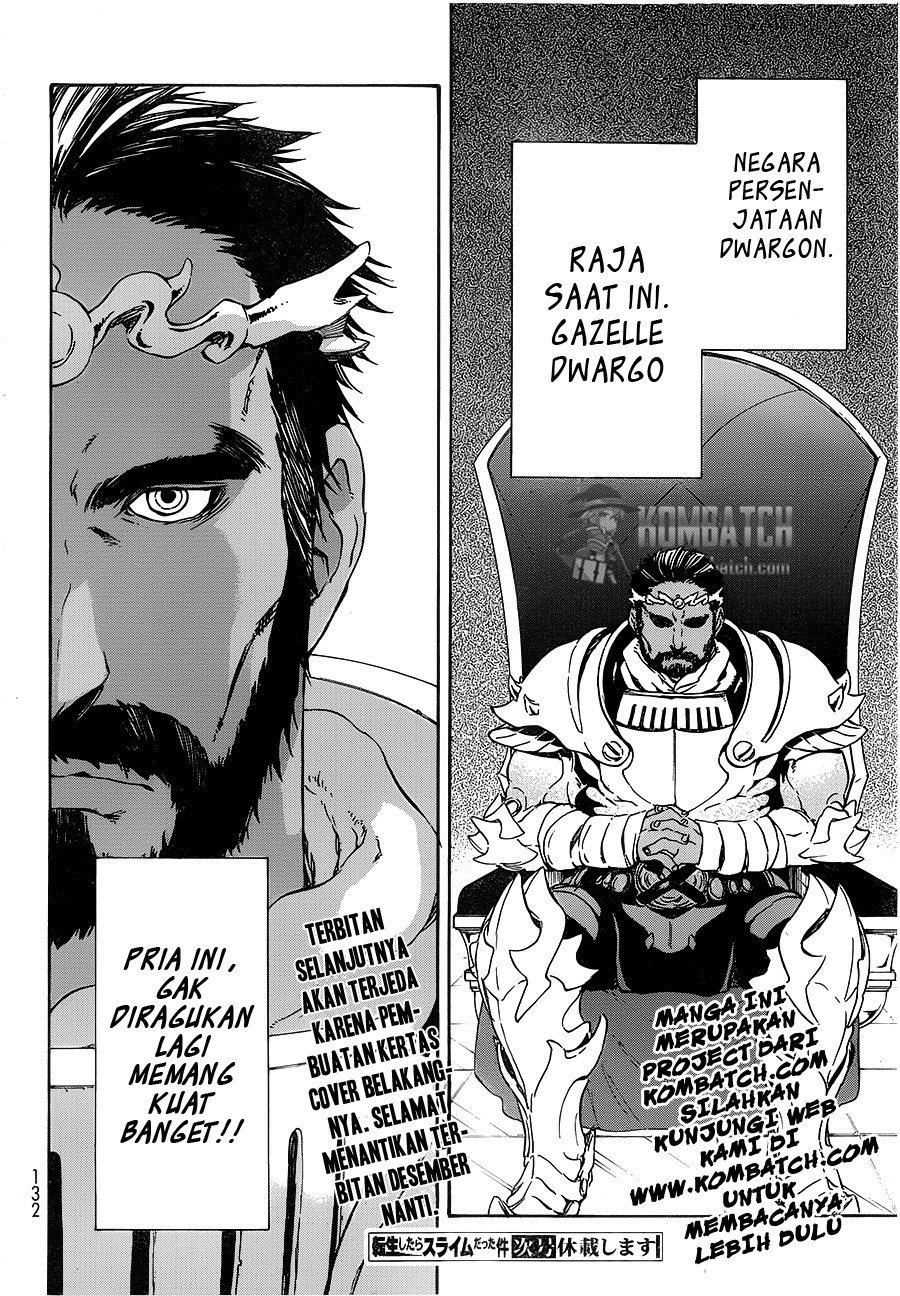 NEGARA
PERSEN-
JATAAN
DWARGON.
RAJA
SAAT INI.
GAZELLE
DWARGO
KOMBATCH
batch.com
PRIA INI,
GAK
DIRAGUKAN
LAGI
MEMANG
KUAT
BANGET!!
TERBITAN
SELANJUTNYA
AKAN TERJEDA
KARENA PEM-
BUATAN KERTAS
COVER BELAKANG-
NYA. SELAMAT
MENANTIKAN TER-
BITAN DESEMBER
NANTI.
MANGA INI
MERUPAKAN
PROJECT DARI
KOMBATCH.COM
SILAHKAN
KUNJUNGI WEB
KAMI DI
WWW.KOMBATCH.COM
UNTUK
MEMBACANYA
LEBIH DULU
132
転生したらスライムだった件 次号休載します